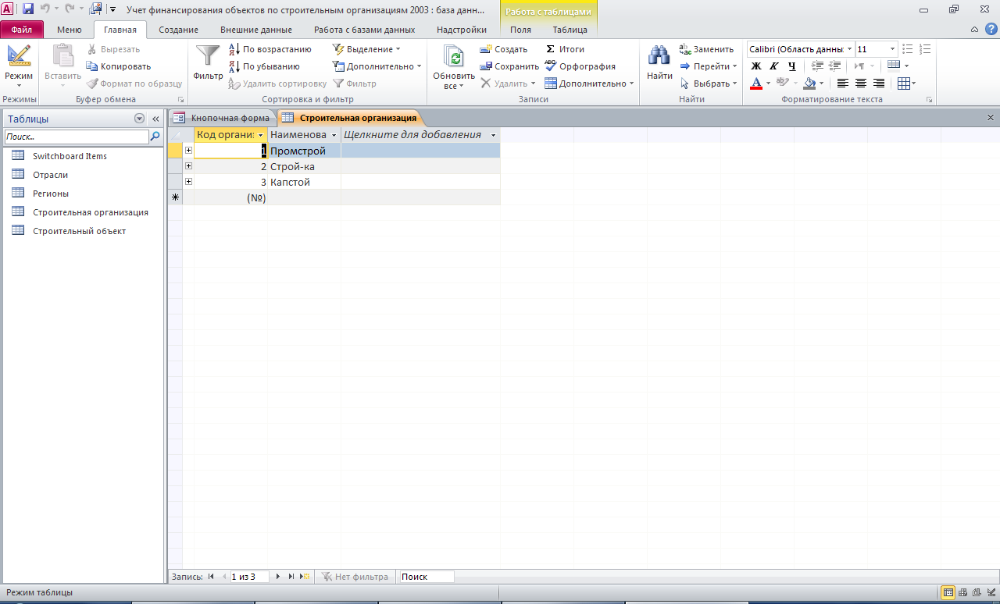 Учет финансирования объектов по строительным организациям 2003 : база данн...
Работа с таблицами
Файл
Меню
Главная
Создание
Внешние данные
Работа с базами данных
Надстройки
Поля
Таблица
Режим
Режимы
Вставить
Вырезать
Копировать
Формат по образцу
Буфер обмена
Фильтр
По возрастанию
По убыванию
Удалить сортировку
Выделение
Дополнительно
Фильтр
Сортировка и фильтр
Обновить
все
Создать
Сохранить
Удалить
Итоги
Орфография
Дополнительно
Записи
Найти
Заменить
Перейти
Выбрать
Найти
Calibri (Область данны
11
Ж К Ч
Форматирование текста
Таблицы
Поиск...
Switchboard Items
Отрасли
Регионы
Строительная организация
Строительный объект
Кнопочная форма
Строительная организация
Код органи: Наименова Щелкните для добавления
1 Промстрой
2 Строй-ка
3 Капстой
(№)
Запись: 1 из 3 Нет фильтра Поиск
Режим таблицы